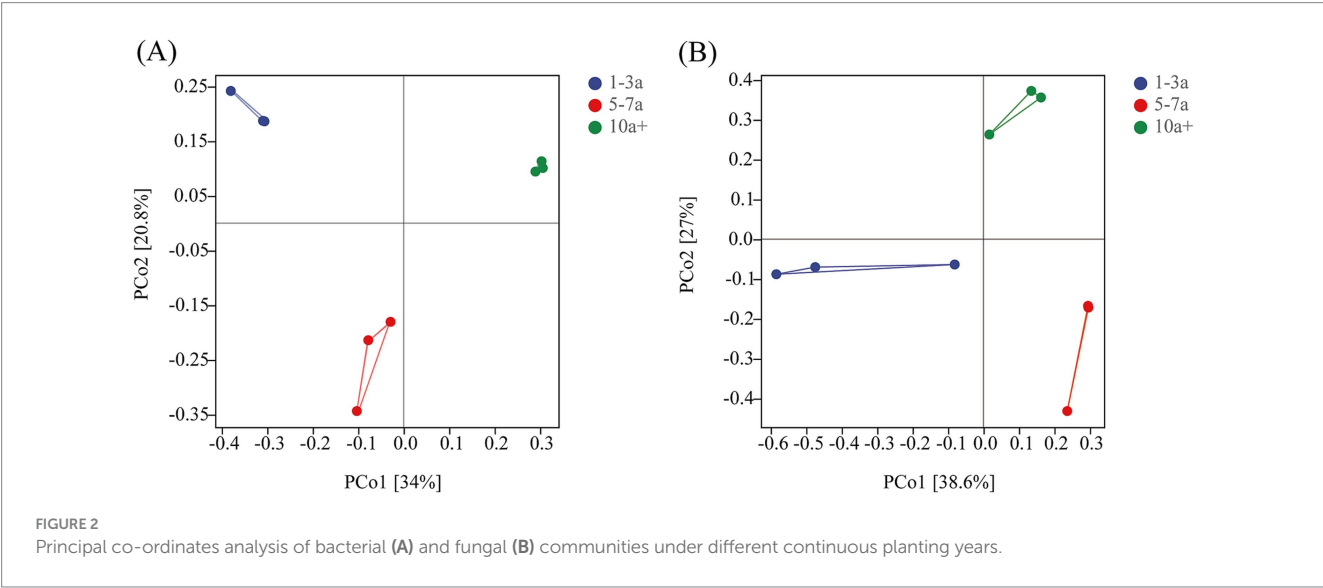 (A)
1-3a
5-7a
10a+
0.25
0.15
0.05
-0.05
-0.15
-0.25
-0.35
PCo2 [20.8%]
-0.4 -0.3 -0.2 -0.1 0.0 0.1 0.2 0.3
PCo1 [34%]
(B)
1-3a
5-7a
10a+
0.4
0.3
0.2
0.1
0.0
-0.1
-0.2
-0.3
-0.4
PCo2 [27%]
-0.6 -0.5 -0.4 -0.3 -0.2 -0.1 0.0 0.1 0.2 0.3
PCo1 [38.6%]
FIGURE 2
Principal co-ordinates analysis of bacterial (A) and fungal (B) communities under different continuous planting years.